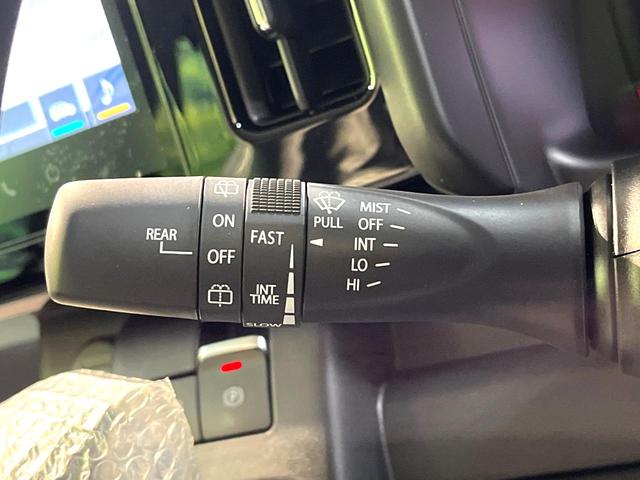 REAR
ON
OFF
FAST
INT
TIME
SLOW
PULL
MIST
OFF
INT
LO
HI
P